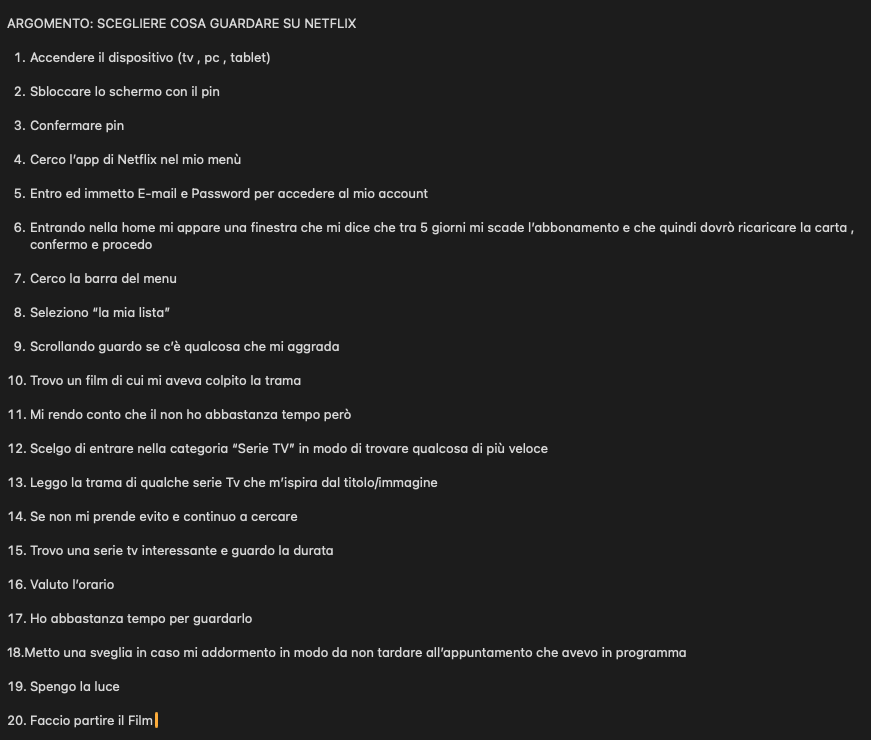 ARGOMENTO: SCEGLIERE COSA GUARDARE SU NETFLIX
1. Accendere il dispositivo (tv , pc , tablet)
2. Sbloccare lo schermo con il pin
3. Confermare pin
4. Cerco l’app di Netflix nel mio menù
5. Entro ed immetto E-mail e Password per accedere al mio account
6. Entrando nella home mi appare una finestra che mi dice che tra 5 giorni mi scade l’abbonamento e che quindi dovrò ricaricare la carta ,
confermo e procedo
7. Cerco la barra del menu
8. Seleziono “la mia lista”
9. Scrollando guardo se c’è qualcosa che mi aggrada
10. Trovo un film di cui mi aveva colpito la trama
11. Mi rendo conto che il non ho abbastanza tempo però
12. Scelgo di entrare nella categoria “Serie TV” in modo di trovare qualcosa di più veloce
13. Leggo la trama di qualche serie Tv che m’ispira dal titolo/immagine
14. Se non mi prende evito e continuo a cercare
15. Trovo una serie tv interessante e guardo la durata
16. Valuto l’orario
17. Ho abbastanza tempo per guardarlo
18.Metto una sveglia in caso mi addormento in modo da non tardare all’appuntamento che avevo in programma
19. Spengo la luce
20. Faccio partire il Film